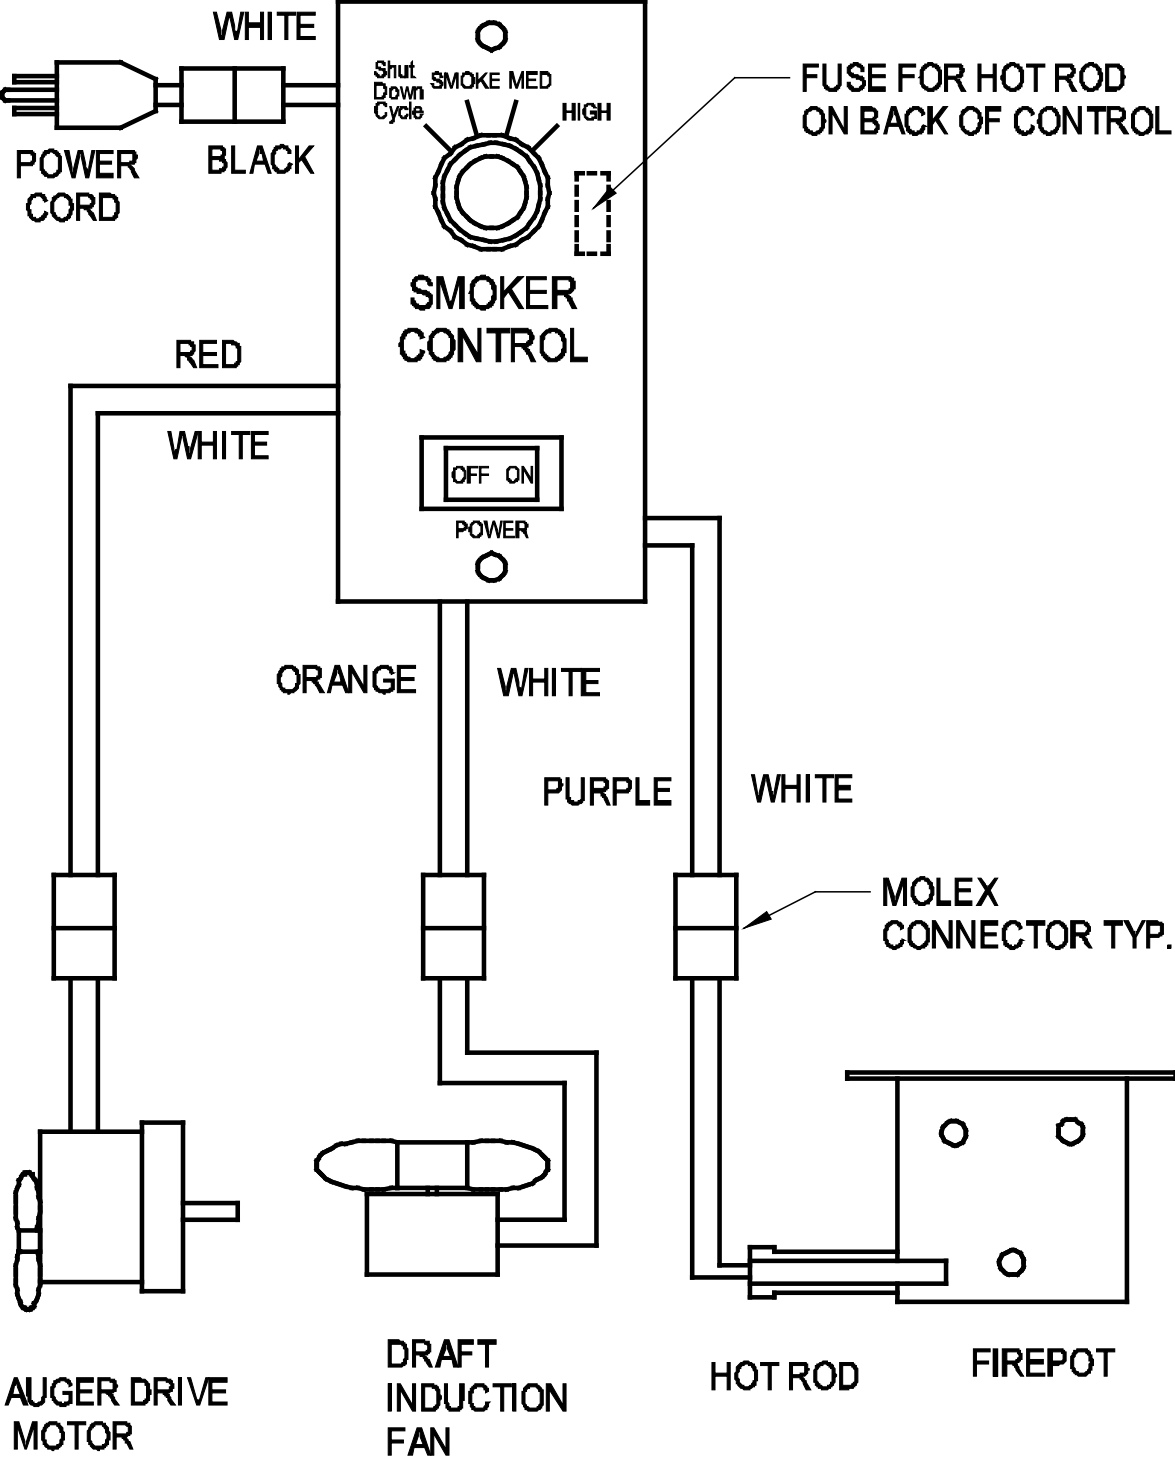 WHITE
Shut
Down
Cycle
SMOKE MED
HIGH
FUSE FOR HOT ROD
ON BACK OF CONTROL
POWER
CORD
BLACK
SMOKER
CONTROL
RED
WHITE
OFF ON
POWER
ORANGE
WHITE
PURPLE
WHITE
MOLEX
CONNECTOR TYP.
AUGER DRIVE
MOTOR
DRAFT
INDUCTION
FAN
HOT ROD
FIREPOT